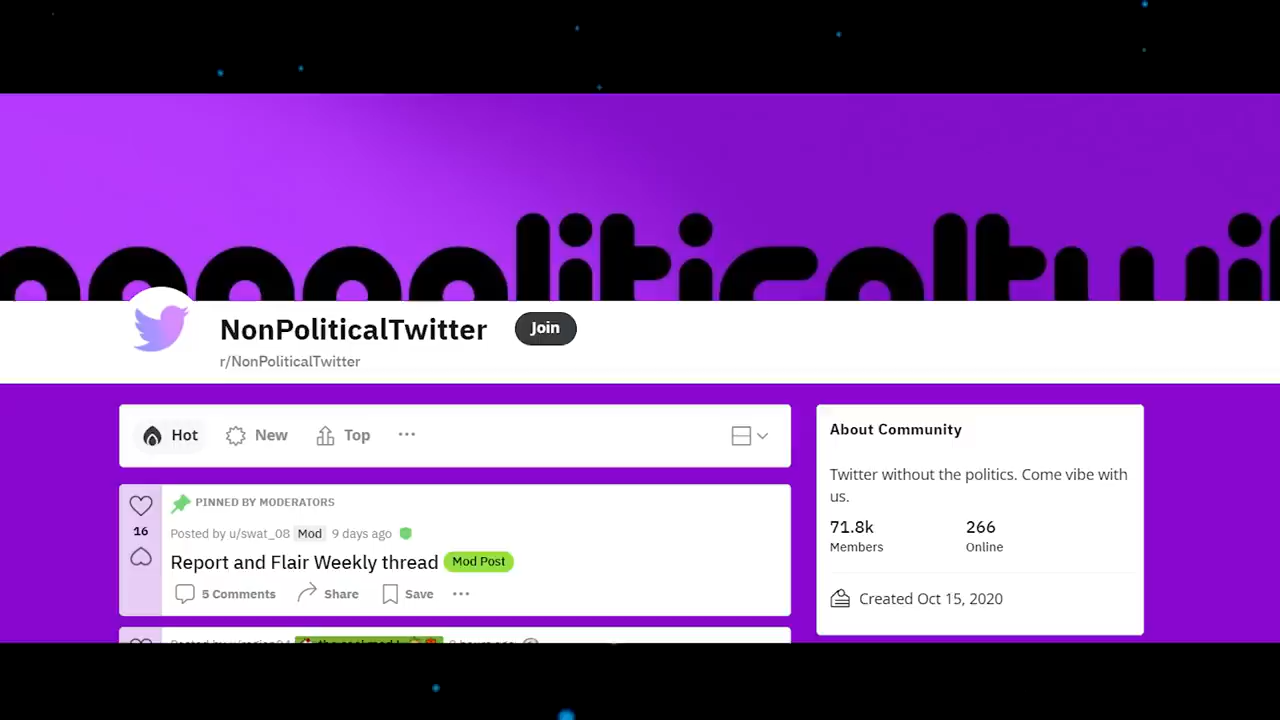 nonpoliticaltwi
NonPoliticalTwitter
Join
r/NonPoliticalTwitter
Hot
New
Top
About Community
Twitter without the politics. Come vibe with
us.
71.8k
266
Members
Online
Created Oct 15, 2020
16
PINNED BY MODERATORS
Posted by u/swat_08 Mod 9 days ago
Report and Flair Weekly thread Mod Post
5 Comments
Share
Save